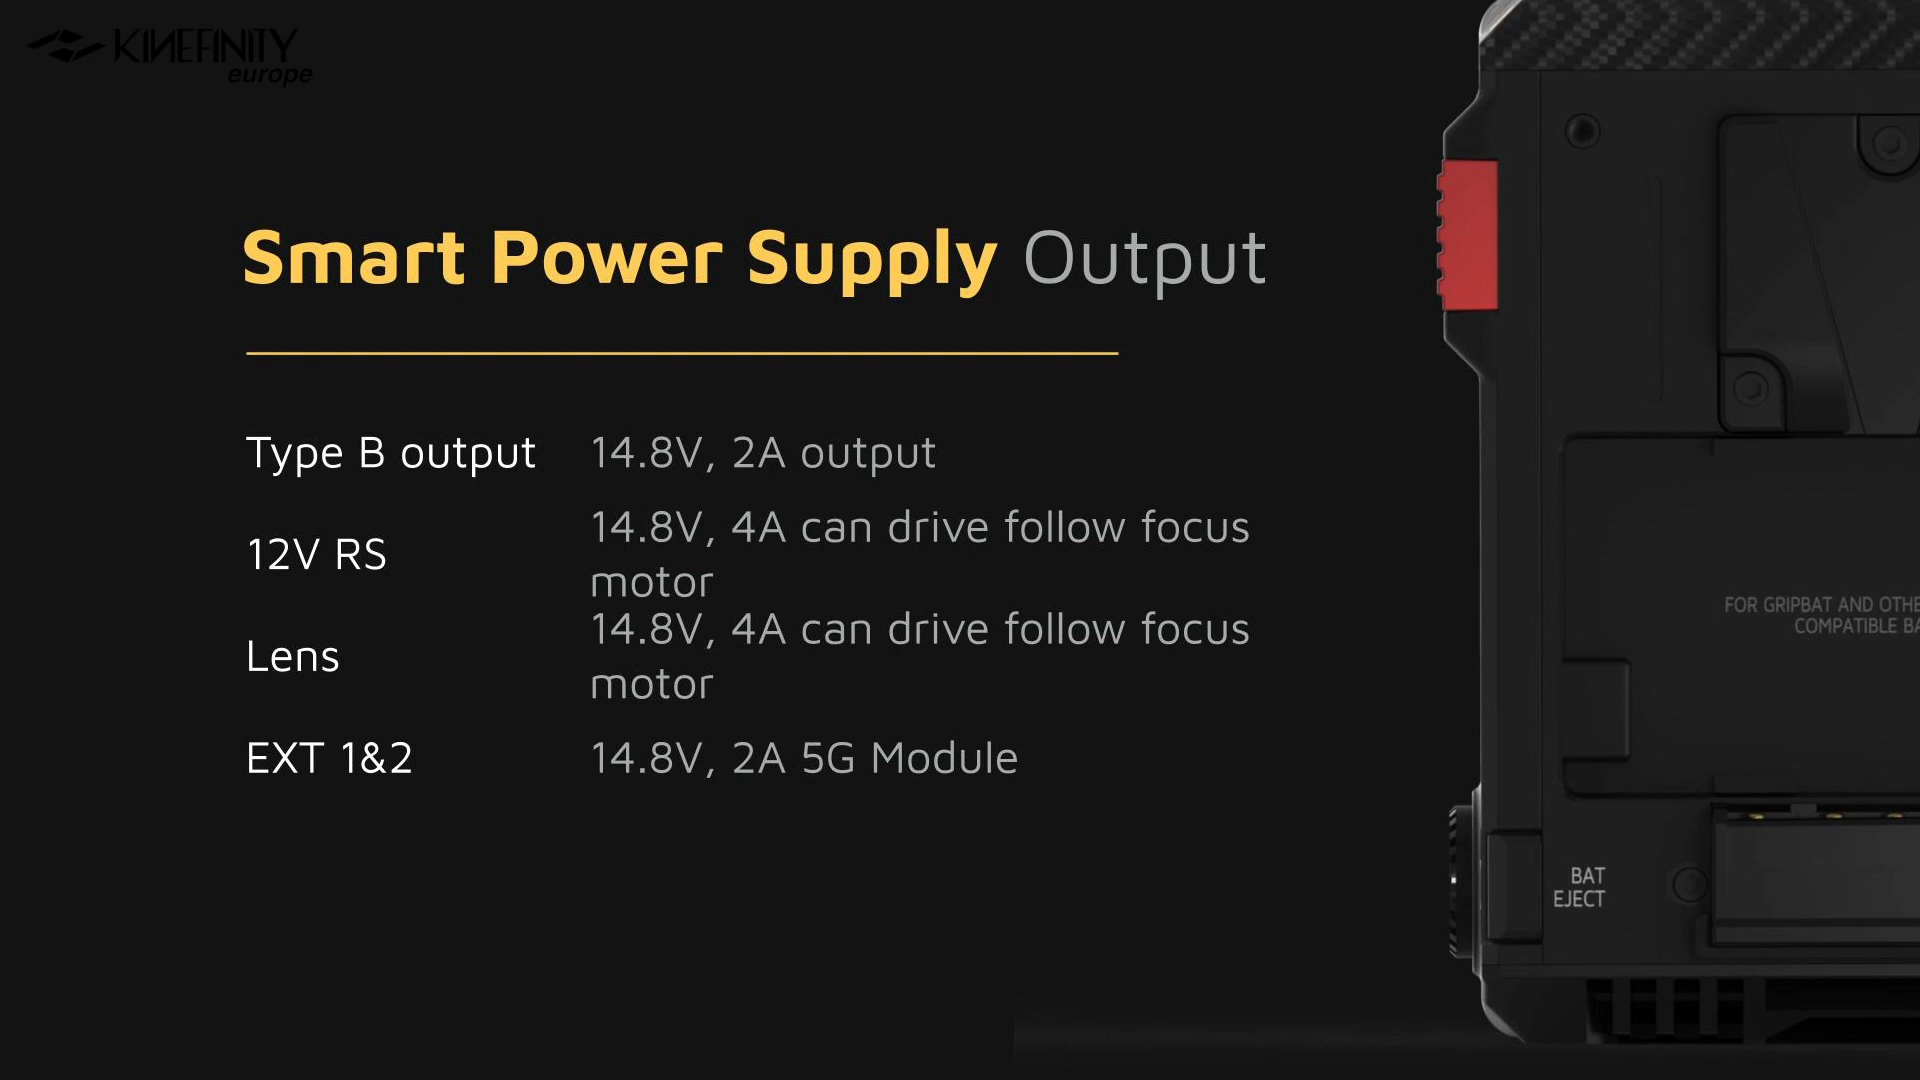 KINEFINITY
europe
Smart Power Supply Output
Type B output 14.8V, 2A output
12V RS 14.8V, 4A can drive follow focus
motor
Lens 14.8V, 4A can drive follow focus
motor
EXT 1&2 14.8V, 2A 5G Module
FOR GRIPBAT AND
COMPATIBLE
BAT
EJECT